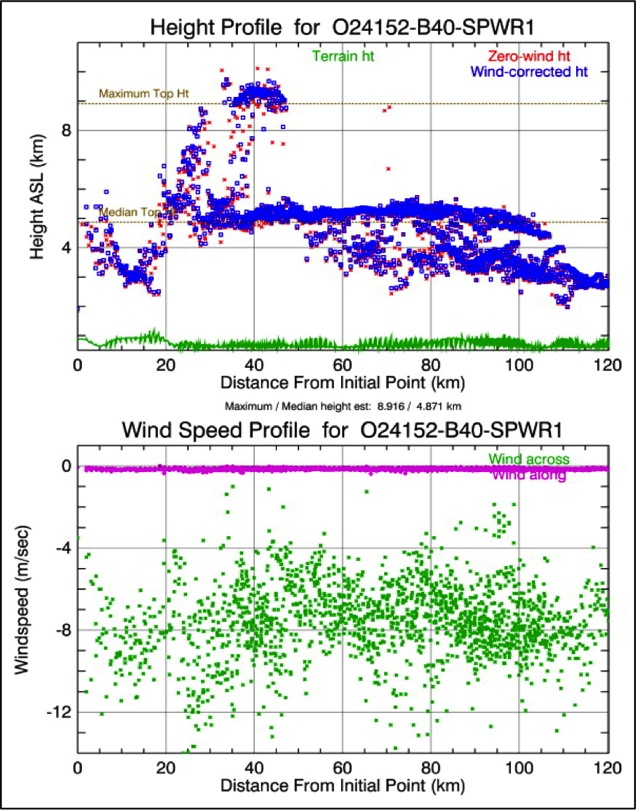 Height Profile for O24152-B40-SPWR1
Terrain ht
Zero-wind ht
Wind-corrected ht
Maximum Top Ht
Median Top
Height ASL (km)
8
4
0 20 40 60 80 100 120
Distance From Initial Point (km)
Maximum / Median height est: 8.916 / 4.871 km
Wind Speed Profile for O24152-B40-SPWR1
Wind across
Wind along
Windspeed (m/sec)
0
-4
-8
-12
0 20 40 60 80 100 120
Distance From Initial Point (km)